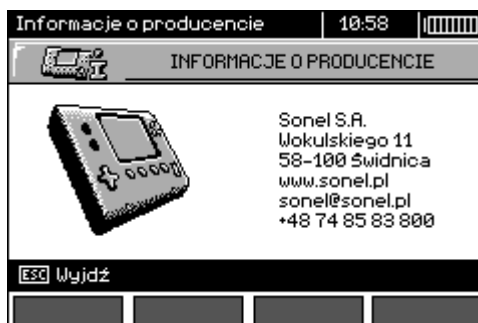 Informacje o producencie 10:58
INFORMACJE O PRODUCENCIE
Sonel S.A.
Wokulskiego 11
58-100 Świdnica
www.sonel.pl
sonel@sonel.pl
+48 74 85 83 800
ESC Wyjdź